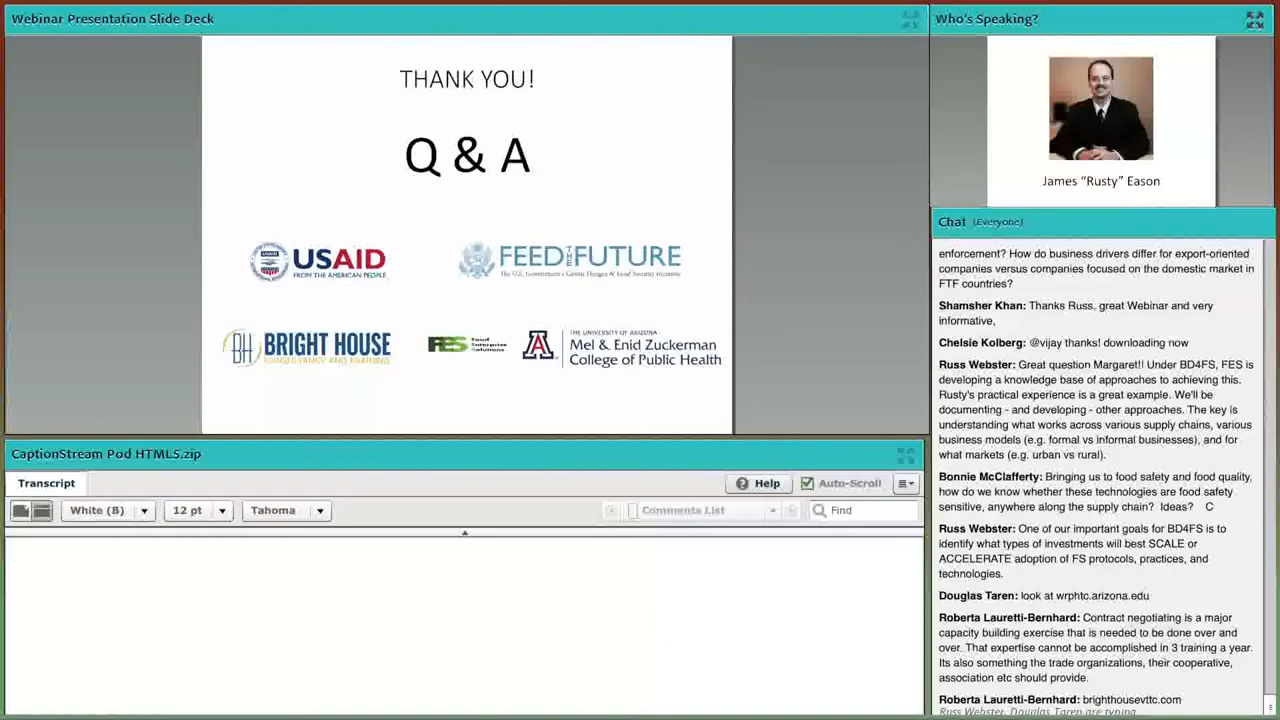 Webinar Presentation Slide Deck
THANK YOU!
Q & A
USAID
FROM THE AMERICAN PEOPLE
FEED THE FUTURE
The U.S. Government's Global Hunger & Food Security Initiative
BH BRIGHT HOUSE
CONSULTANCY AND TRAINING
FES Food Enterprise Solutions
A
THE UNIVERSITY OF ARIZONA
Mel & Enid Zuckerman
College of Public Health
CaptionStream Pod HTML5.zip
Transcript
Help
Auto-Scroll
White (B)
12 pt
Tahoma
Comments List
Find
Who's Speaking?
James “Rusty” Eason
Chat (Everyone)
enforcement? How do business drivers differ for export-oriented
companies versus companies focused on the domestic market in
FTF countries?
Shamsher Khan: Thanks Russ, great Webinar and very
informative,
Chelsie Kolberg: @vijay thanks! downloading now
Russ Webster: Great question Margaret!! Under BD4FS, FES is
developing a knowledge base of approaches to achieving this.
Rusty's practical experience is a great example. We'll be
documenting - and developing - other approaches. The key is
understanding what works across various supply chains, various
business models (e.g. formal vs informal businesses), and for
what markets (e.g. urban vs rural).
Bonnie McClafferty: Bringing us to food safety and food quality,
how do we know whether these technologies are food safety
sensitive, anywhere along the supply chain? Ideas? C
Russ Webster: One of our important goals for BD4FS is to
identify what types of investments will best SCALE or
ACCELERATE adoption of FS protocols, practices, and
technologies.
Douglas Taren: look at wrphtc.arizona.edu
Roberta Lauretti-Bernhard: Contract negotiating is a major
capacity building exercise that is needed to be done over and
over. That expertise cannot be accomplished in 3 training a year.
Its also something the trade organizations, their cooperative,
association etc should provide.
Roberta Lauretti-Bernhard: brighthousevttc.com
Russ Webster, Douglas Taren are typing